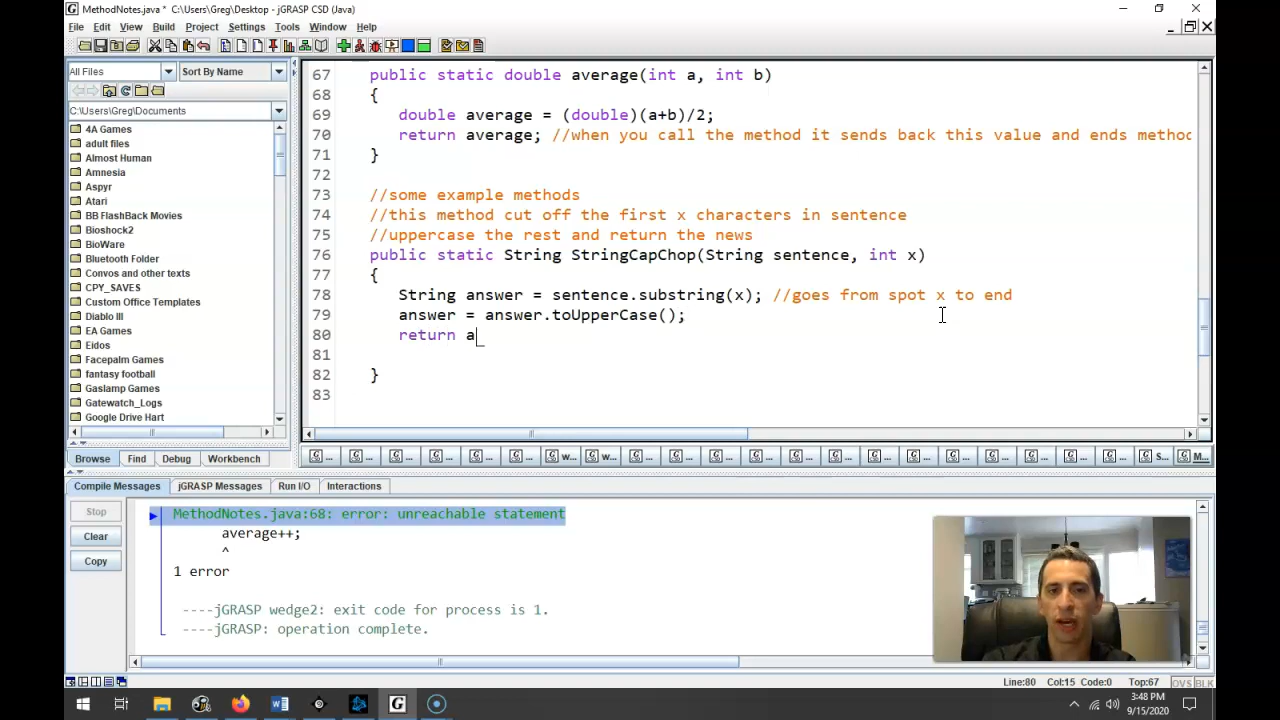 MethodNotes.java * C:\Users\Greg\Desktop - jGRASP CSD (Java)
File Edit View Build Project Settings Tools Window Help
All Files Sort By Name
C:\Users\Greg\Documents
4A Games
adult files
Almost Human
Amnesia
Aspyr
Atari
BB FlashBack Movies
Bioshock2
BioWare
Bluetooth Folder
Convos and other texts
CPY_SAVES
Custom Office Templates
Diablo III
EA Games
Eidos
Facepalm Games
fantasy football
Gaslamp Games
Gatewatch_Logs
Google Drive Hart
Browse Find Debug Workbench
67 public static double average(int a, int b)
68 {
69 double average = (double)(a+b)/2;
70 return average; //when you call the method it sends back this value and ends method
71 }
72
73 //some example methods
74 //this method cut off the first x characters in sentence
75 //uppercase the rest and return the news
76 public static String StringCapChop(String sentence, int x)
77 {
78 String answer = sentence.substring(x); //goes from spot x to end
79 answer = answer.toUpperCase();
80 return a
81
82 }
83
G ... G ... G ... G ... G ... G ... G w... G w... G ... G ... G ... G ... G ... G ... G ... G ... G ... G ... G ... G ... G ... G S... G M...
Compile Messages jGRASP Messages Run I/O Interactions
Stop
Clear
Copy
MethodNotes.java:68: error: unreachable statement
average++;
^
1 error
----jGRASP wedge2: exit code for process is 1.
----jGRASP: operation complete.
Line:80 Col:15 Code:0 Top:67 OVS BLK
3:48 PM
9/15/2020